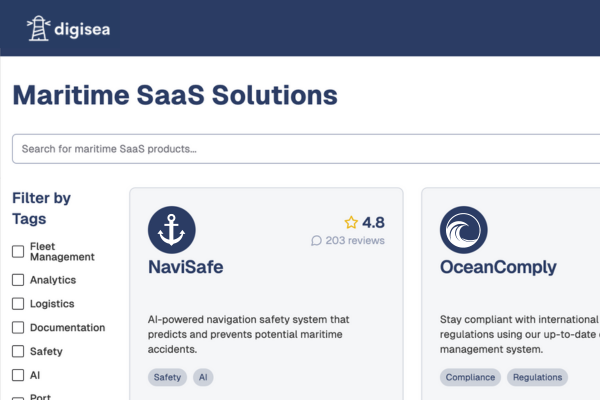 digisea
Maritime SaaS Solutions
Search for maritime SaaS products...
Filter by
Tags
Fleet
Management
Analytics
Logistics
Documentation
Safety
AI
Port
4.8
203 reviews
NaviSafe
AI-powered navigation safety system that
predicts and prevents potential maritime
accidents.
Safety AI
OceanComply
Stay compliant with international
regulations using our up-to-date
management system.
Compliance Regulations